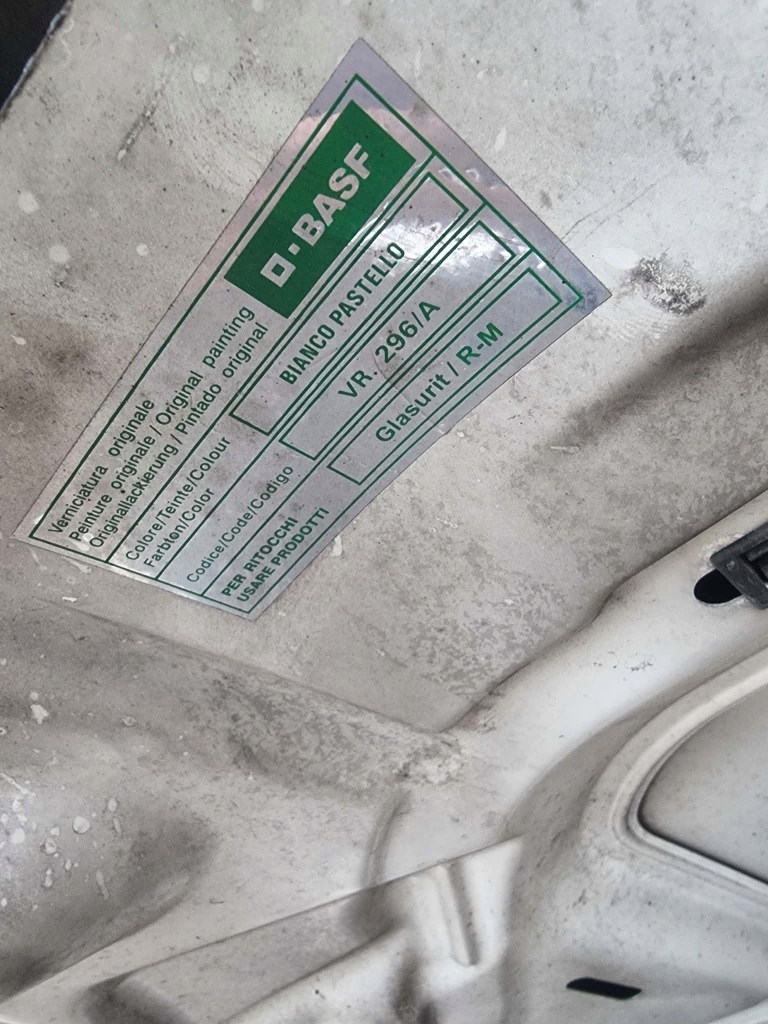 BASF
Verniciatura originale
Peinture originale / Original painting
Originallackierung / Pintado original
Colore/Teinte/Colour
Farbton/Color
BIANCO PASTELLO
Codice/Code/Codigo
VR. 296/A
PER RITOCCHI
USARE PRODOTTI
Glasurit / R-M